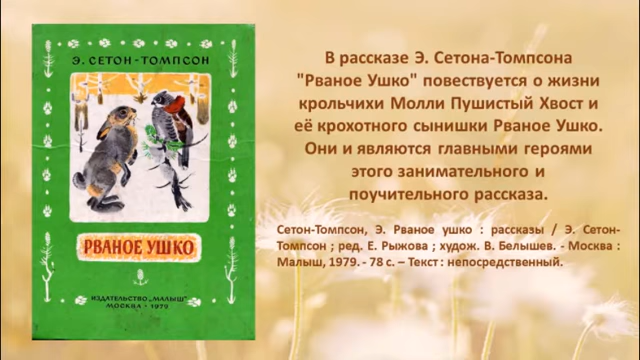 Э. СЕТОН-ТОМПСОН
РВАНОЕ УШКО
ИЗДАТЕЛЬСТВО „МАЛЫШ"
МОСКВА • 1979
В рассказе Э. Сетона-Томпсона
"Рваное Ушко" повествуется о жизни
крольчихи Молли Пушистый Хвост и
её крохотного сынишки Рваное Ушко.
Они и являются главными героями
этого занимательного и
поучительного рассказа.
Сетон-Томпсон, Э. Рваное ушко : рассказы / Э. Сетон-
Томпсон ; ред. Е. Рыжова ; худож. В. Белышев. - Москва :
Малыш, 1979. - 78 с. – Текст : непосредственный.